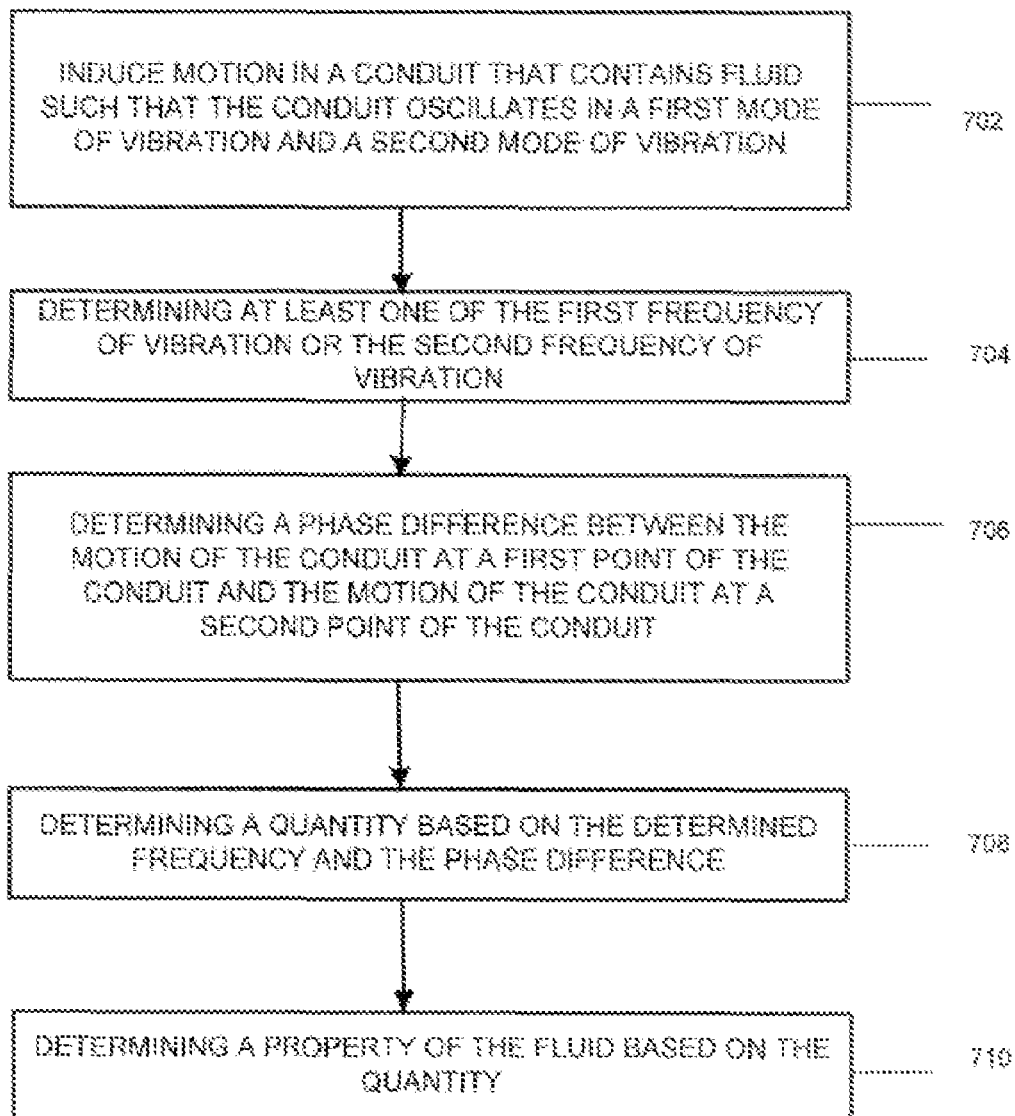 INDUCE MOTION IN A CONDUIT THAT CONTAINS FLUID
SUCH THAT THE CONDUIT OSCILLATES IN A FIRST MODE
OF VIBRATION AND A SECOND MODE OF VIBRATION
702
DETERMINING AT LEAST ONE OF THE FIRST FREQUENCY
OF VIBRATION OR THE SECOND FREQUENCY OF
VIBRATION
704
DETERMINING A PHASE DIFFERENCE BETWEEN THE
MOTION OF THE CONDUIT AT A FIRST POINT OF THE
CONDUIT AND THE MOTION OF THE CONDUIT AT A
SECOND POINT OF THE CONDUIT
706
DETERMINING A QUANTITY BASED ON THE DETERMINED
FREQUENCY AND THE PHASE DIFFERENCE
708
DETERMINING A PROPERTY OF THE FLUID BASED ON THE
QUANTITY
710